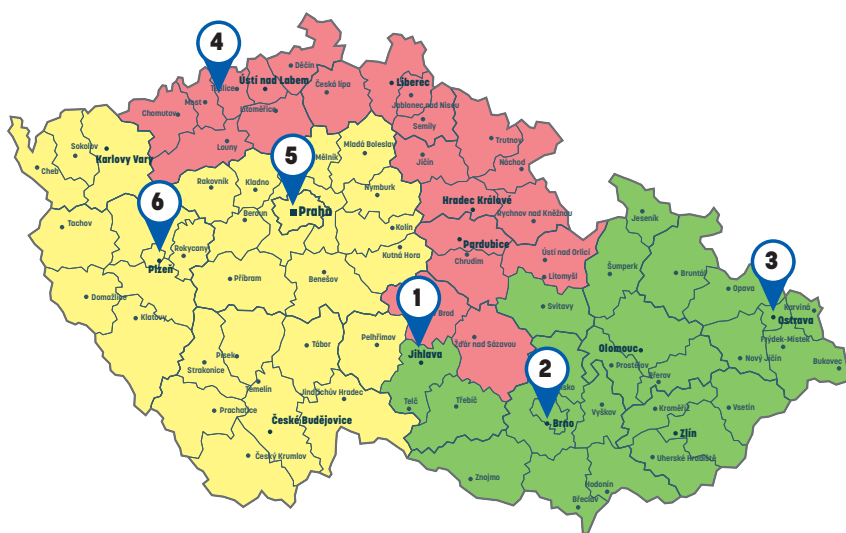 4
Děčín
Teplice
Ústí nad Labem
Česká lípa
Liberec
Most
Jablonec nad Nisou
Chomutov
Litoměřice
Semily
Louny
Trutnov
Sokolov
Karlovy Vary
5
Mělník
Mladá Boleslav
Jičín
Náchod
Cheb
Rakovník
Kladno
Nymburk
Hradec Králové
6
Praha
Rychnov nad Kněžnou
Jeseník
Tachov
Beroun
Kolín
Pardubice
Rokycany
Kutná Hora
Chrudim
Ústí nad Orlicí
3
Plzeň
Litomyšl
Šumperk
Bruntál
Příbram
Benešov
Opava
Domažlice
1
Svitavy
Karviná
Klatovy
Brod
Ostrava
Tábor
Pelhřimov
Žďár nad Sázavou
Frýdek-Místek
Písek
Jihlava
Olomouc
Nový Jičín
Strakonice
2
Prostějov
Bukovec
Temelín
Přerov
Jindřichův Hradec
sko
Prachatice
Telč
Třebíč
Vyškov
Kroměříž
Vsetín
České Budějovice
Brno
Zlín
Český Krumlov
Uherské Hradiště
Znojmo
Hodonín
Břeclav